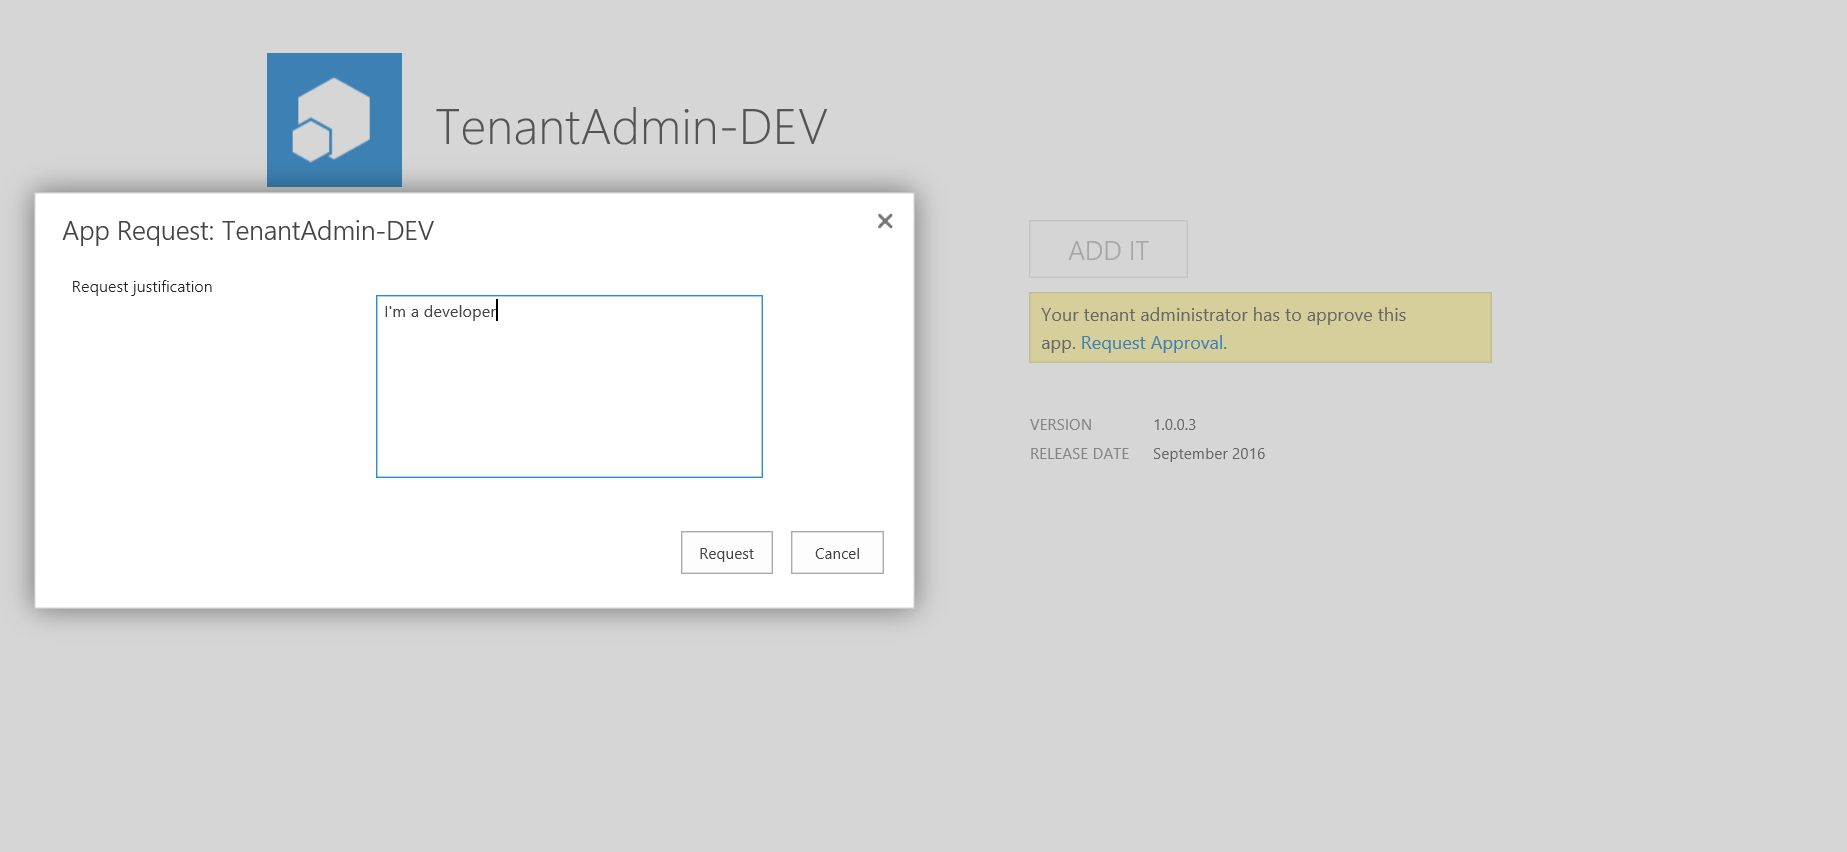 TenantAdmin-DEV
App Request: TenantAdmin-DEV
Request justification
I'm a developer
Request
Cancel
ADD IT
Your tenant administrator has to approve this
app. Request Approval.
VERSION 1.0.0.3
RELEASE DATE September 2016